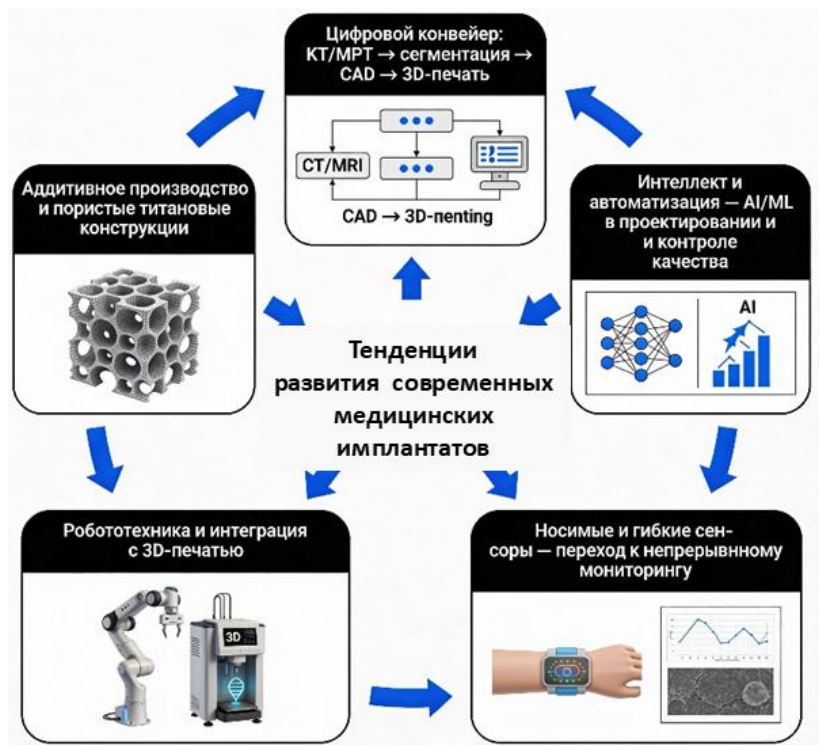 Цифровой конвейер:
КТ/МРТ → сегментация →
CAD → 3D-печать
CT/MRI
CAD → 3D-nenting
Аддитивное производство
и пористые титановые
конструкции
Интеллект и
автоматизация — AI/ML
в проектировании и
и контроле
качества
AI
Тенденции
развития современных
медицинских
имплантатов
Робототехника и интеграция
с 3D-печатью
3D
Носимые и гибкие сен-
соры — переход к непрерывнному
мониторингу